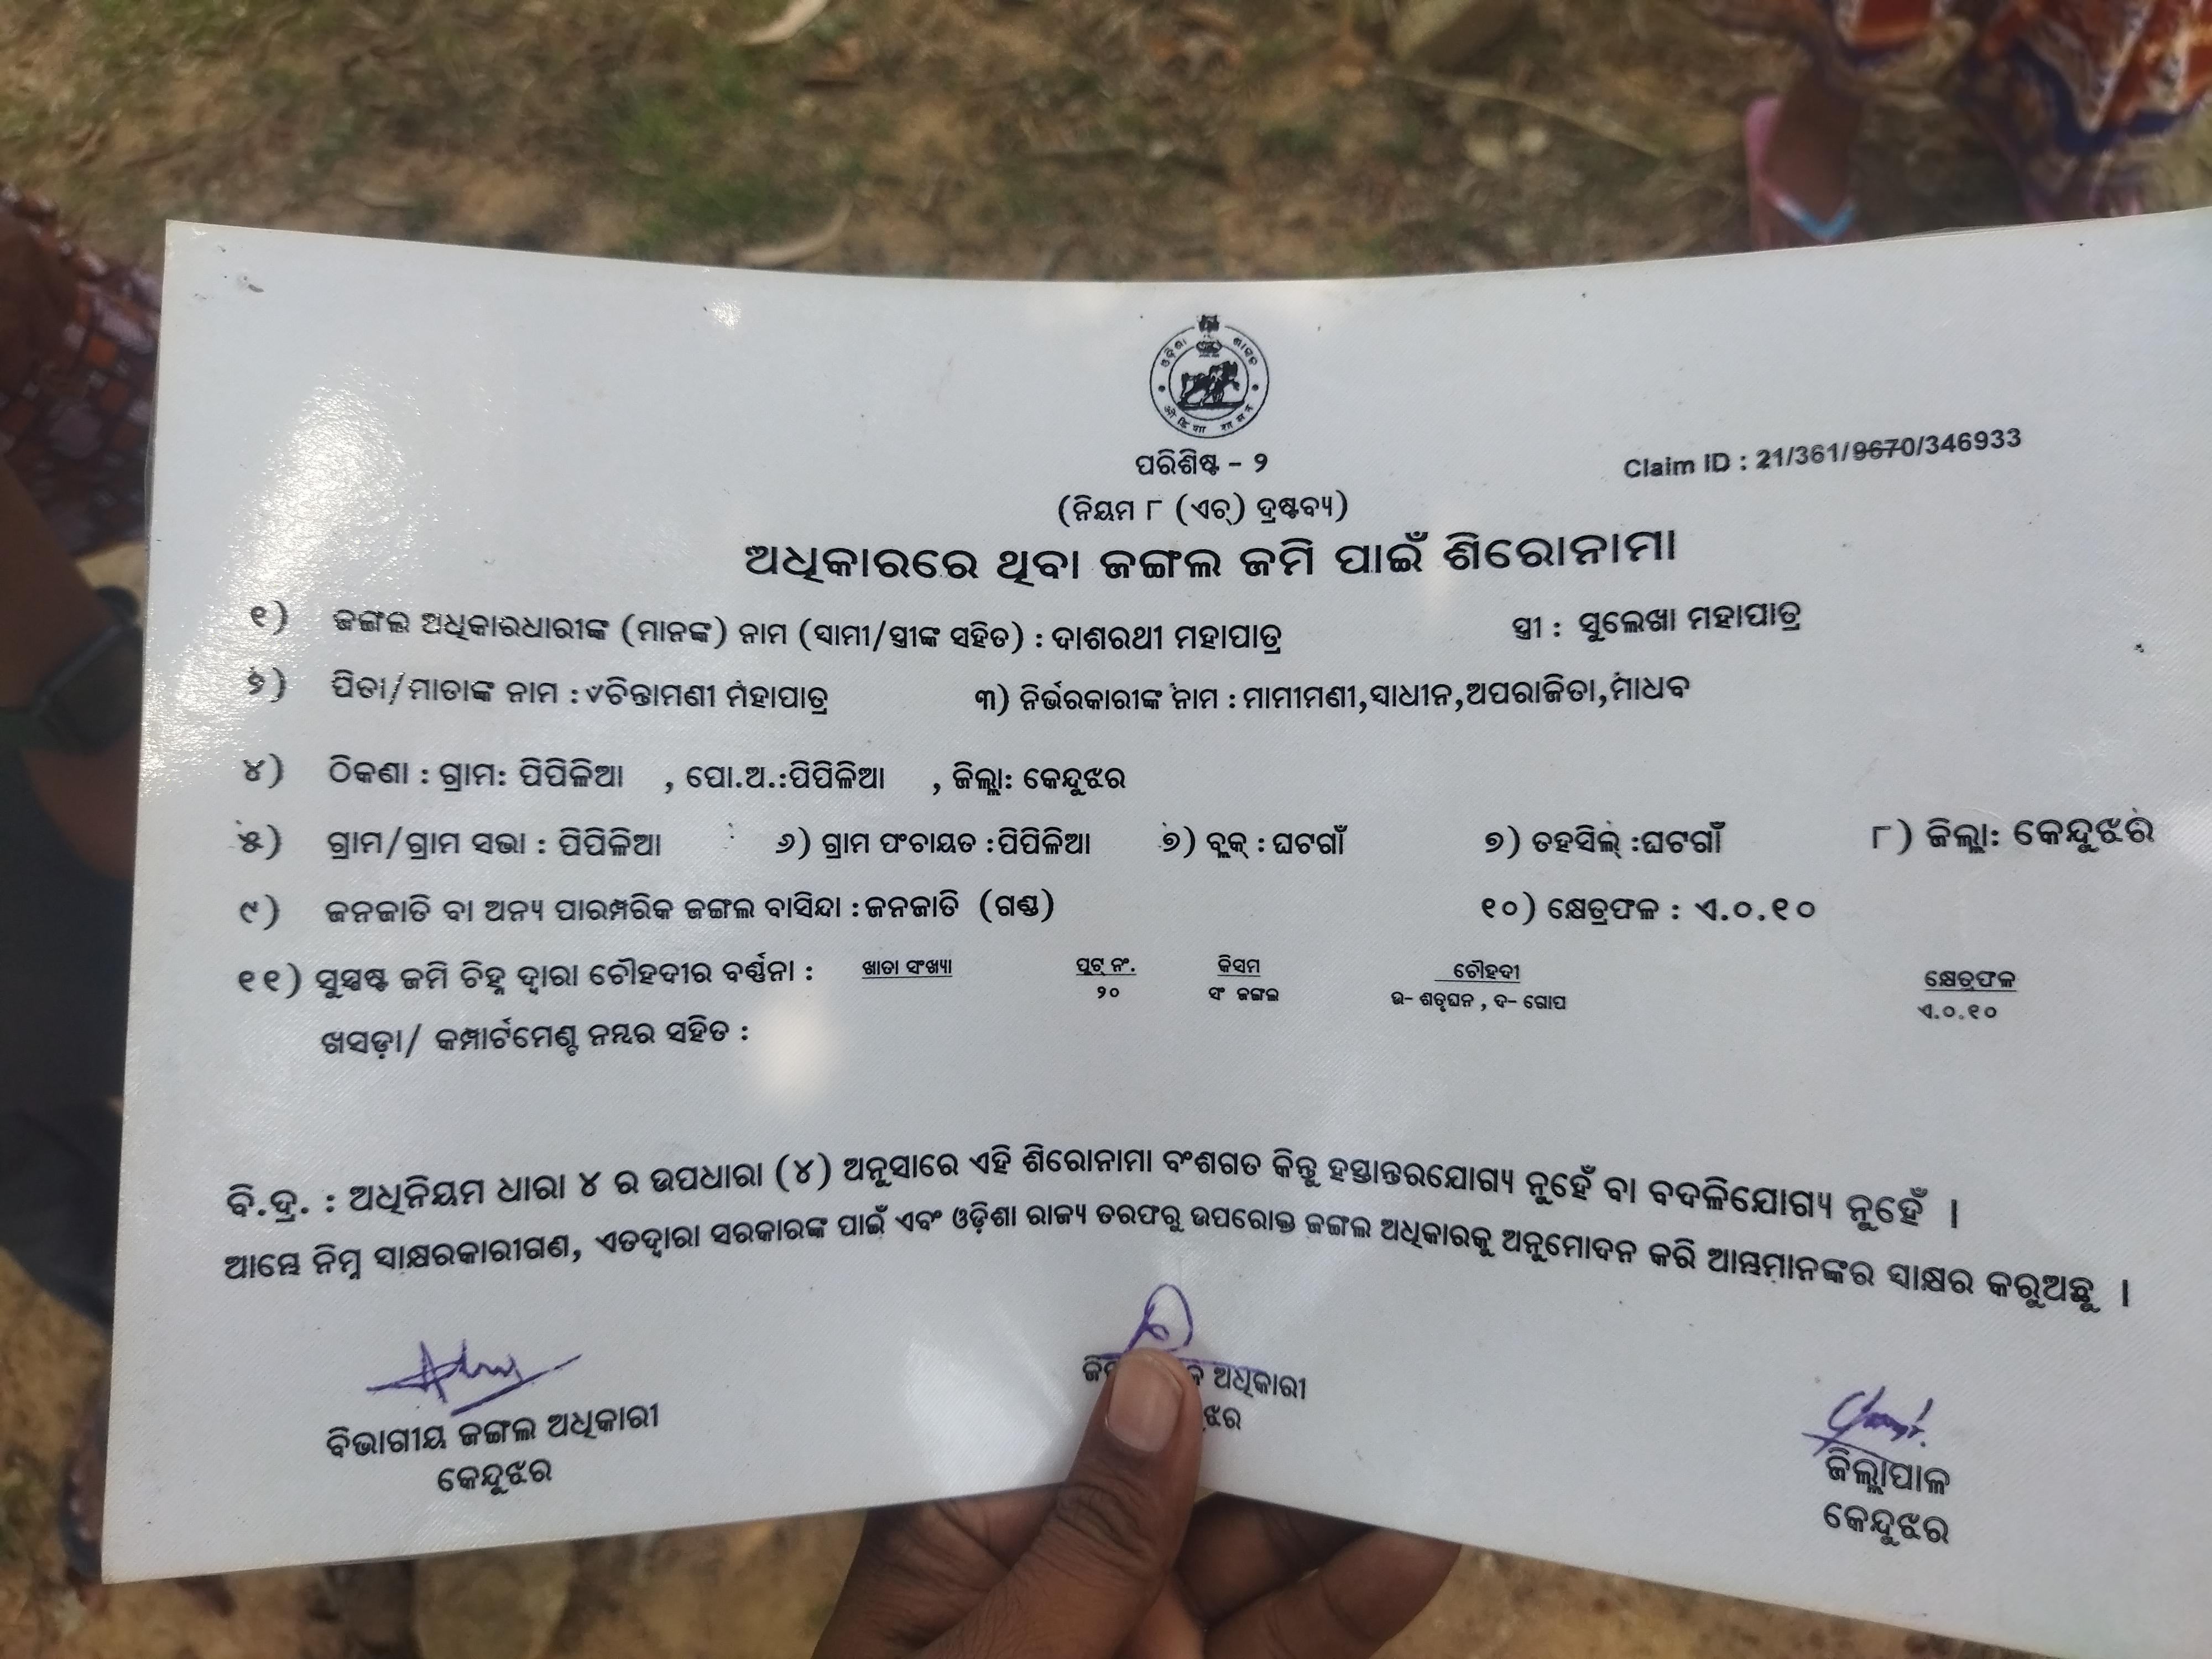 ଓଡ଼ିଶା ଶାସନ
ओडिशा शासन
ପରିଶିଷ୍ଟ - ୨
Claim ID : 21/361/9670/346933
(ନିୟମ ୮ (ଏଚ୍) ଦ୍ରଷ୍ଟବ୍ୟ)
ଅଧିକାରରେ ଥିବା ଜଙ୍ଗଲ ଜମି ପାଇଁ ଶିରୋନାମା
୧) ଜଙ୍ଗଲ ଅଧିକାରଧାରୀଙ୍କ (ମାନଙ୍କ) ନାମ (ସ୍ୱାମୀ/ସ୍ତ୍ରୀଙ୍କ ସହିତ) : ଦାଶରଥୀ ମହାପାତ୍ର ସ୍ତ୍ରୀ : ସୁଲେଖା ମହାପାତ୍ର
୨) ପିତା/ମାତାଙ୍କ ନାମ : ୰ଚିନ୍ତାମଣୀ ମହାପାତ୍ର ୩) ନିର୍ଭରକାରୀଙ୍କ ନାମ : ମାମୀମଣୀ,ସ୍ୱାଧୀନ,ଅପରାଜିତା,ମାଧବ
୪) ଠିକଣା : ଗ୍ରାମ: ପିପିଳିଆ , ପୋ.ଅ.:ପିପିଳିଆ , ଜିଲ୍ଲା: କେନ୍ଦୁଝର
୫) ଗ୍ରାମ/ଗ୍ରାମ ସଭା : ପିପିଳିଆ ୬) ଗ୍ରାମ ପଂଚାୟତ :ପିପିଳିଆ ୭) ବ୍ଲକ୍ : ଘଟଗାଁ ୭) ତହସିଲ୍ :ଘଟଗାଁ ୮) ଜିଲ୍ଲା: କେନ୍ଦୁଝର
୯) ଜନଜାତି ବା ଅନ୍ୟ ପାରମ୍ପରିକ ଜଙ୍ଗଲ ବାସିନ୍ଦା :ଜନଜାତି (ଗଣ୍ଡ) ୧୦) କ୍ଷେତ୍ରଫଳ : ଏ.୦.୧୦
୧୧) ସୁସ୍ପଷ୍ଟ ଜମି ଚିହ୍ନ ଦ୍ୱାରା ଚୌହଦୀର ବର୍ଣ୍ଣନା : ଖାତା ସଂଖ୍ୟା ପ୍ଲଟ୍ ନଂ. କିସମ ଚୌହଦୀ କ୍ଷେତ୍ରଫଳ
୨୦ ସଂ ଜଙ୍ଗଲ ଉ- ଶତୃଘନ , ଦ- ଗୋପ ଏ.୦.୧୦
ଖସଡ଼ା/ କମ୍ପାର୍ଟମେଣ୍ଟ ନମ୍ବର ସହିତ :
ବି.ଦ୍ର. : ଅଧିନିୟମ ଧାରା ୪ ର ଉପଧାରା (୪) ଅନୁସାରେ ଏହି ଶିରୋନାମା ବଂଶଗତ କିନ୍ତୁ ହସ୍ତାନ୍ତରଯୋଗ୍ୟ ନୁହେଁ ବା ବଦଳିଯୋଗ୍ୟ ନୁହେଁ ।
ଆମ୍ଭେ ନିମ୍ନ ସାକ୍ଷରକାରୀଗଣ, ଏତଦ୍ୱାରା ସରକାରଙ୍କ ପାଇଁ ଏବଂ ଓଡ଼ିଶା ରାଜ୍ୟ ତରଫରୁ ଉପରୋକ୍ତ ଜଙ୍ଗଲ ଅଧିକାରକୁ ଅନୁମୋଦନ କରି ଆମ୍ଭମାନଙ୍କର ସ୍ୱାକ୍ଷର କରୁଅଛୁ ।
ବିଭାଗୀୟ ଜଙ୍ଗଲ ଅଧିକାରୀ
କେନ୍ଦୁଝର
ଅଧିକାରୀ
ଜିଲ୍ଲାପାଳ
କେନ୍ଦୁଝର